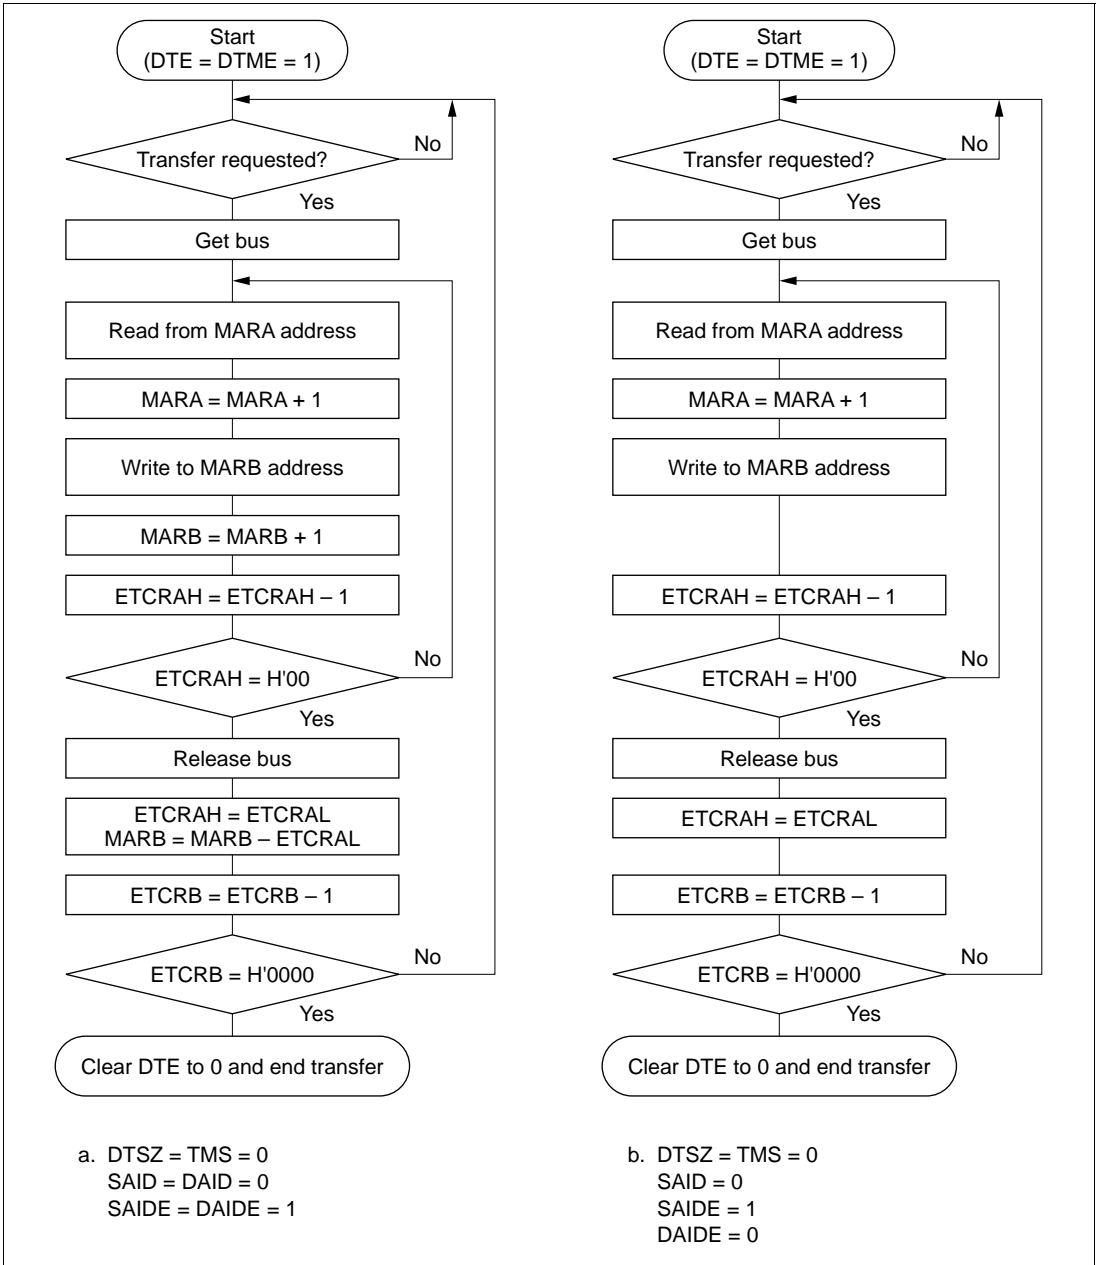 Start
(DTE = DTME = 1)
Transfer requested?
No
Yes
Get bus
Read from MARA address
MARA = MARA + 1
Write to MARB address
MARB = MARB + 1
ETCRAH = ETCRAH – 1
ETCRAH = H'00
No
Yes
Release bus
ETCRAH = ETCRAL
MARB = MARB – ETCRAL
ETCRB = ETCRB – 1
ETCRB = H'0000
No
Yes
Clear DTE to 0 and end transfer
a. DTSZ = TMS = 0
SAID = DAID = 0
SAIDE = DAIDE = 1
Start
(DTE = DTME = 1)
Transfer requested?
No
Yes
Get bus
Read from MARA address
MARA = MARA + 1
Write to MARB address
ETCRAH = ETCRAH – 1
ETCRAH = H'00
No
Yes
Release bus
ETCRAH = ETCRAL
ETCRB = ETCRB – 1
ETCRB = H'0000
No
Yes
Clear DTE to 0 and end transfer
b. DTSZ = TMS = 0
SAID = 0
SAIDE = 1
DAIDE = 0